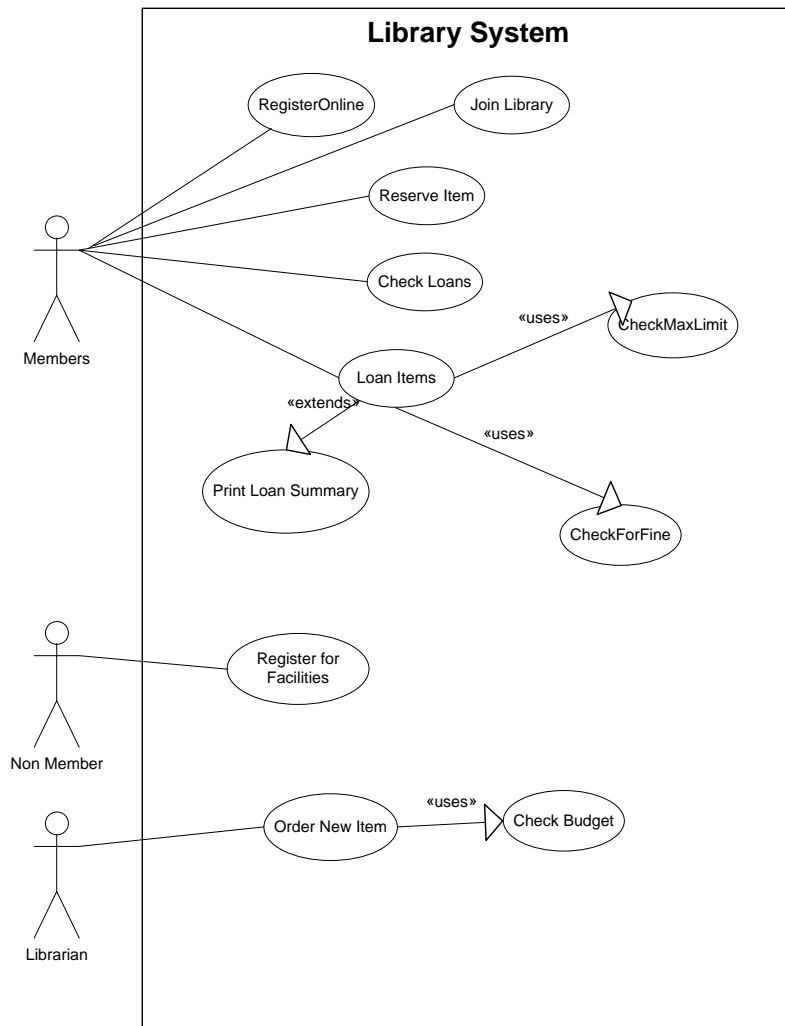 Library System
RegisterOnline
Join Library
Reserve Item
Check Loans
Members
«uses»
CheckMaxLimit
Loan Items
«extends»
«uses»
Print Loan Summary
CheckForFine
Register for
Facilities
Non Member
«uses»
Order New Item
Check Budget
Librarian